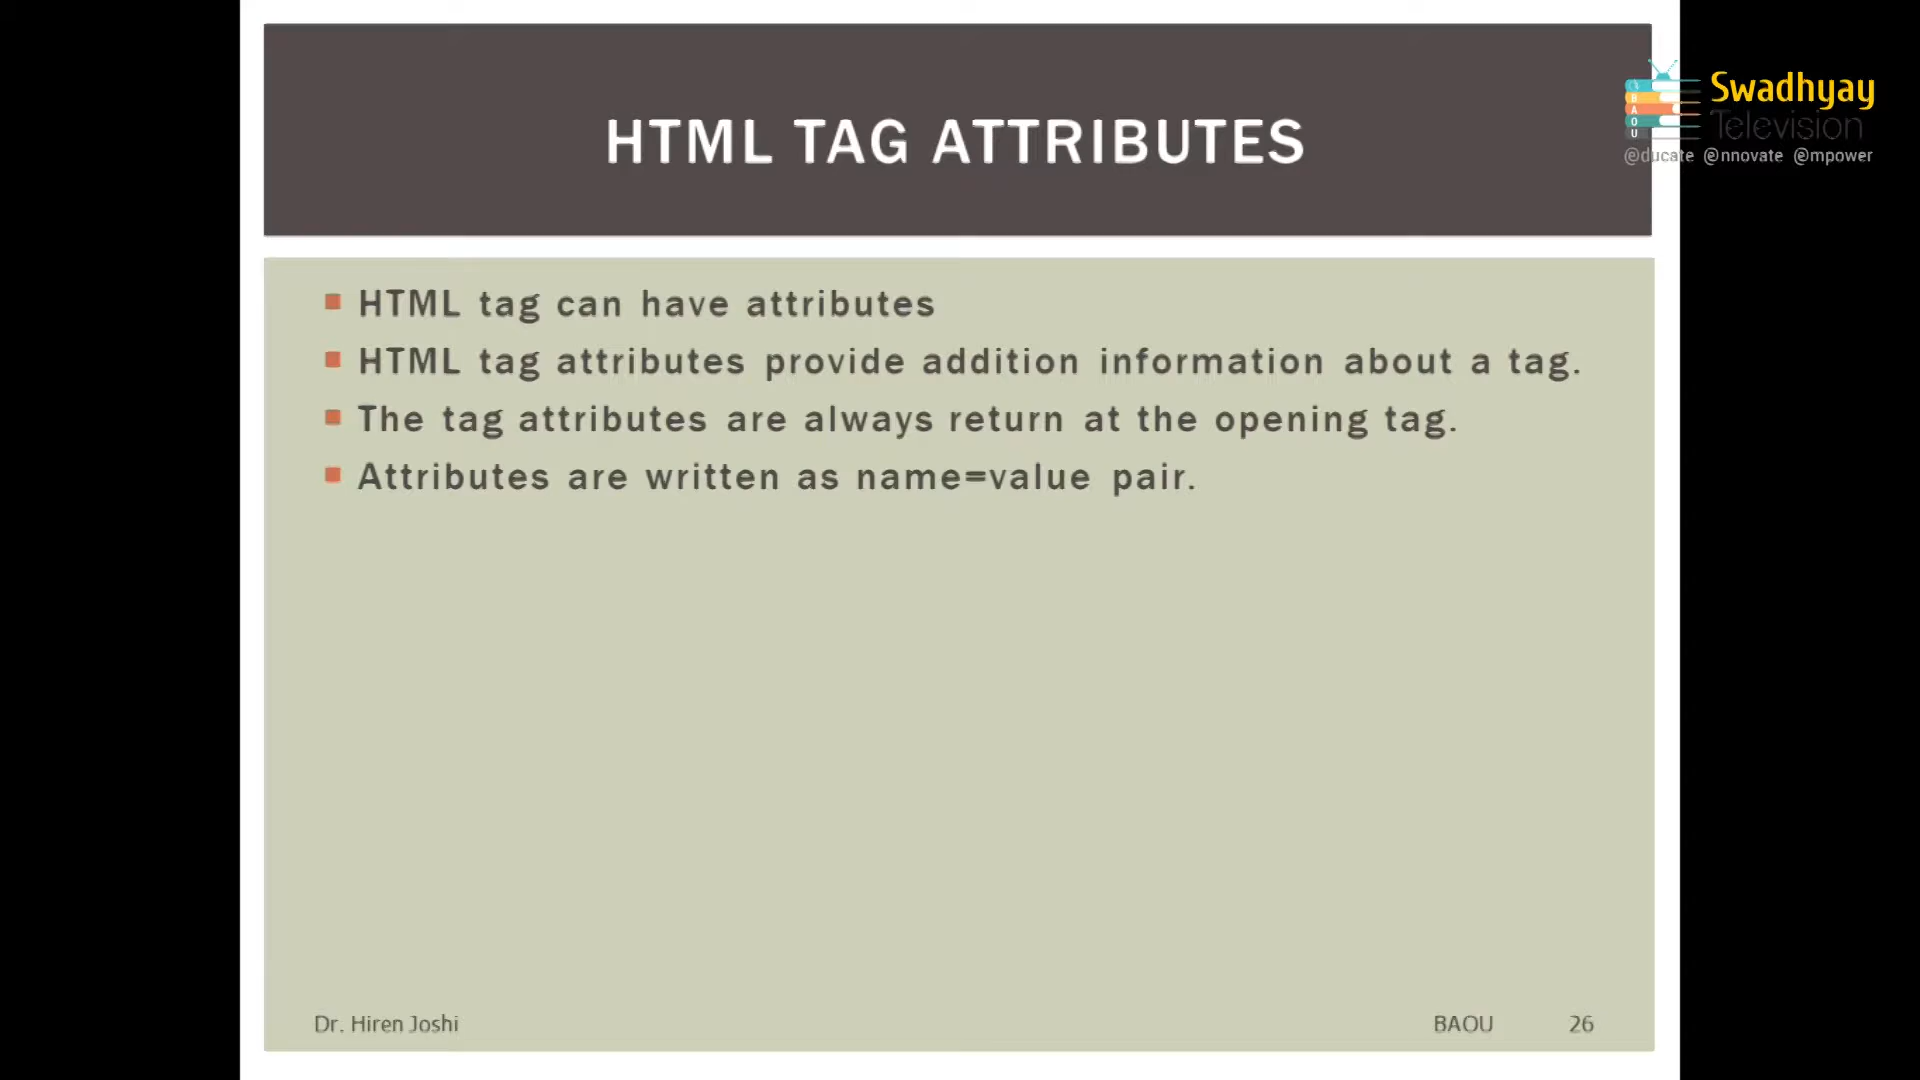 HTML TAG ATTRIBUTES
Swadhyay
Television
@ducate @nnovate @mpower
BAOU
HTML tag can have attributes
HTML tag attributes provide addition information about a tag.
The tag attributes are always return at the opening tag.
Attributes are written as name=value pair.
Dr. Hiren Joshi
BAOU
26